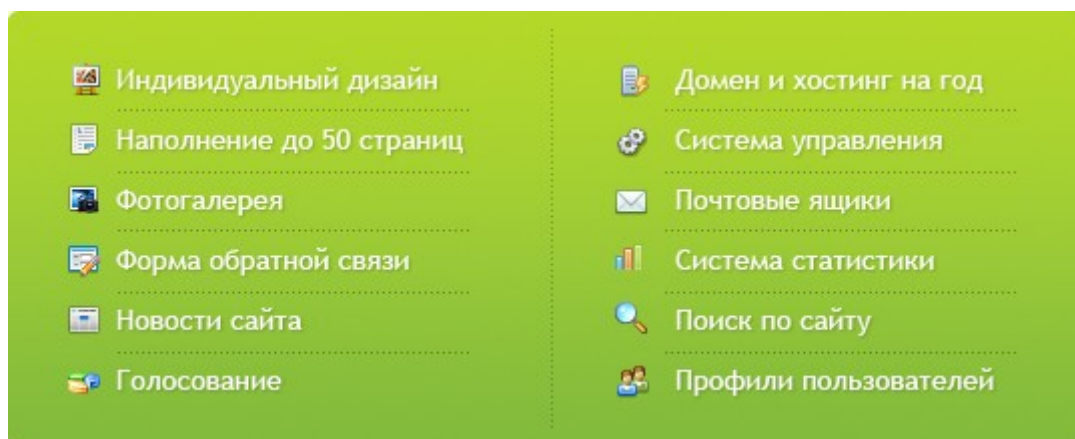 Индивидуальный дизайн
Наполнение до 50 страниц
Фотогалерея
Форма обратной связи
Новости сайта
Голосование
Домен и хостинг на год
Система управления
Почтовые ящики
Система статистики
Поиск по сайту
Профили пользователей